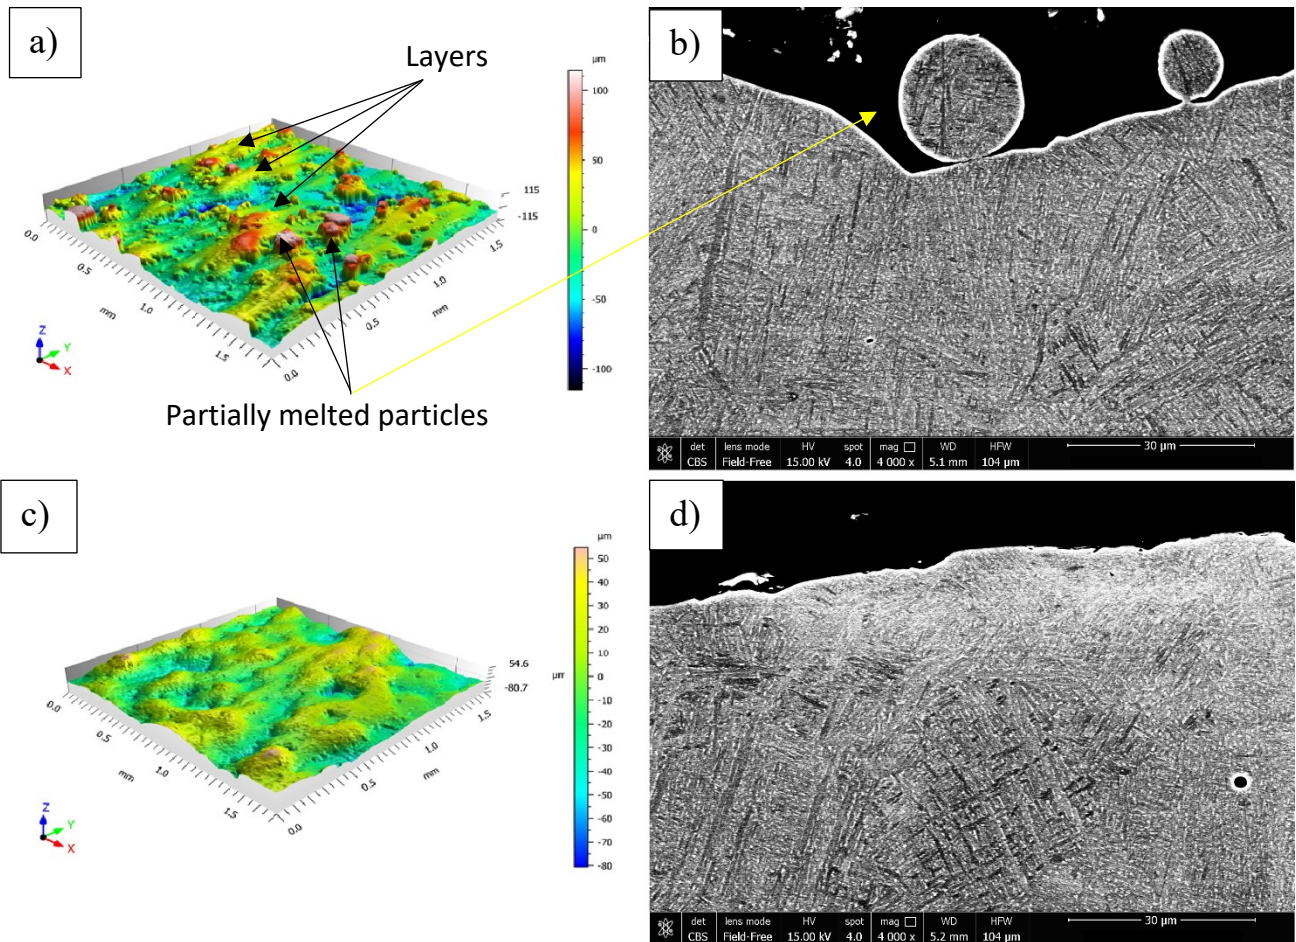 a)
Layers
µm
100
50
0
-50
-100
115
-115
0.0
0.5
1.0
1.5
mm
0.0
0.5
1.0
1.5
mm
Z
Y
X
Partially melted particles
b)
det
CBS
lens mode
Field-Free
HV
15.00 kV
spot
4.0
mag
4 000 x
WD
5.1 mm
HFW
104 µm
30 µm
c)
µm
50
40
30
20
10
0
-10
-20
-30
-40
-50
-60
-70
-80
54.6
µm
-80.7
0.0
0.5
1.0
1.5
mm
0.0
0.5
1.0
1.5
mm
Z
Y
X
d)
det
CBS
lens mode
Field-Free
HV
15.00 kV
spot
4.0
mag
4 000 x
WD
5.2 mm
HFW
104 µm
30 µm